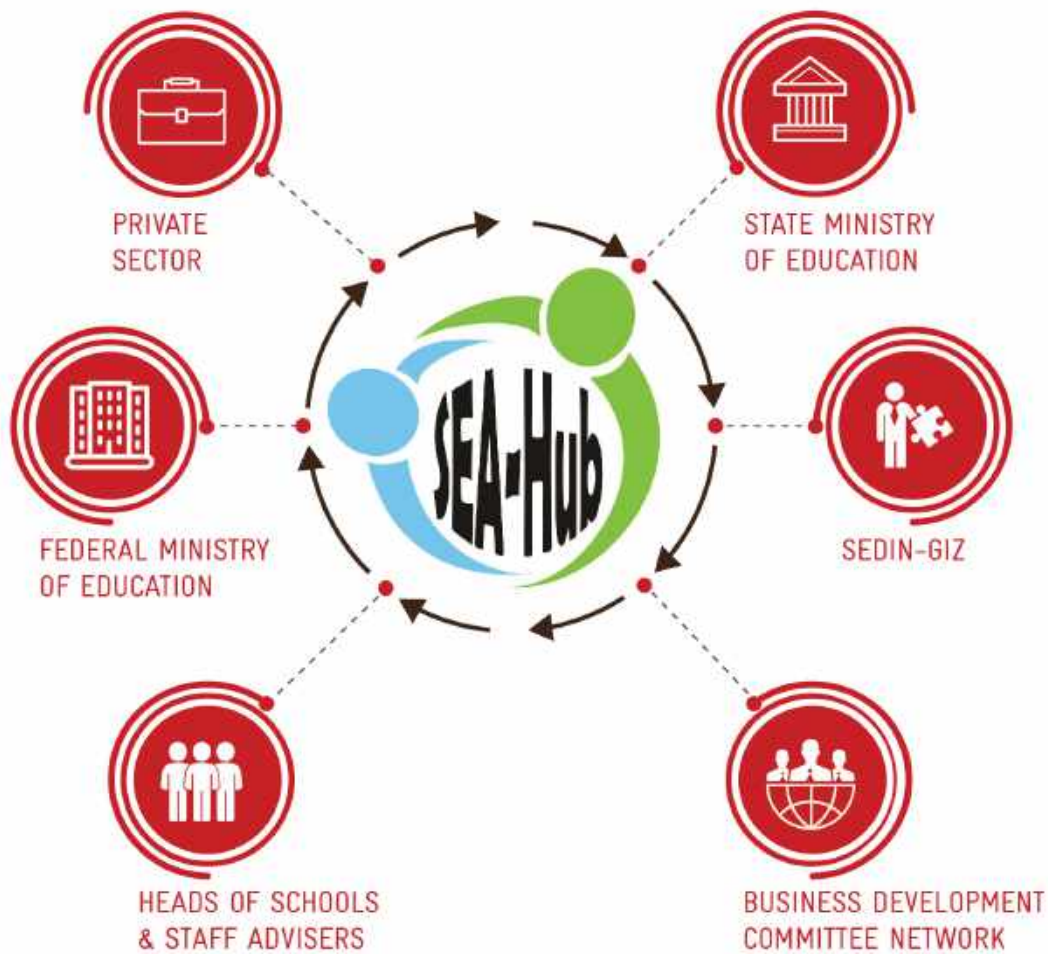 PRIVATE
SECTOR
STATE MINISTRY
OF EDUCATION
SEA-Hub
FEDERAL MINISTRY
OF EDUCATION
SEDIN-GIZ
HEADS OF SCHOOLS
& STAFF ADVISERS
BUSINESS DEVELOPMENT
COMMITTEE NETWORK